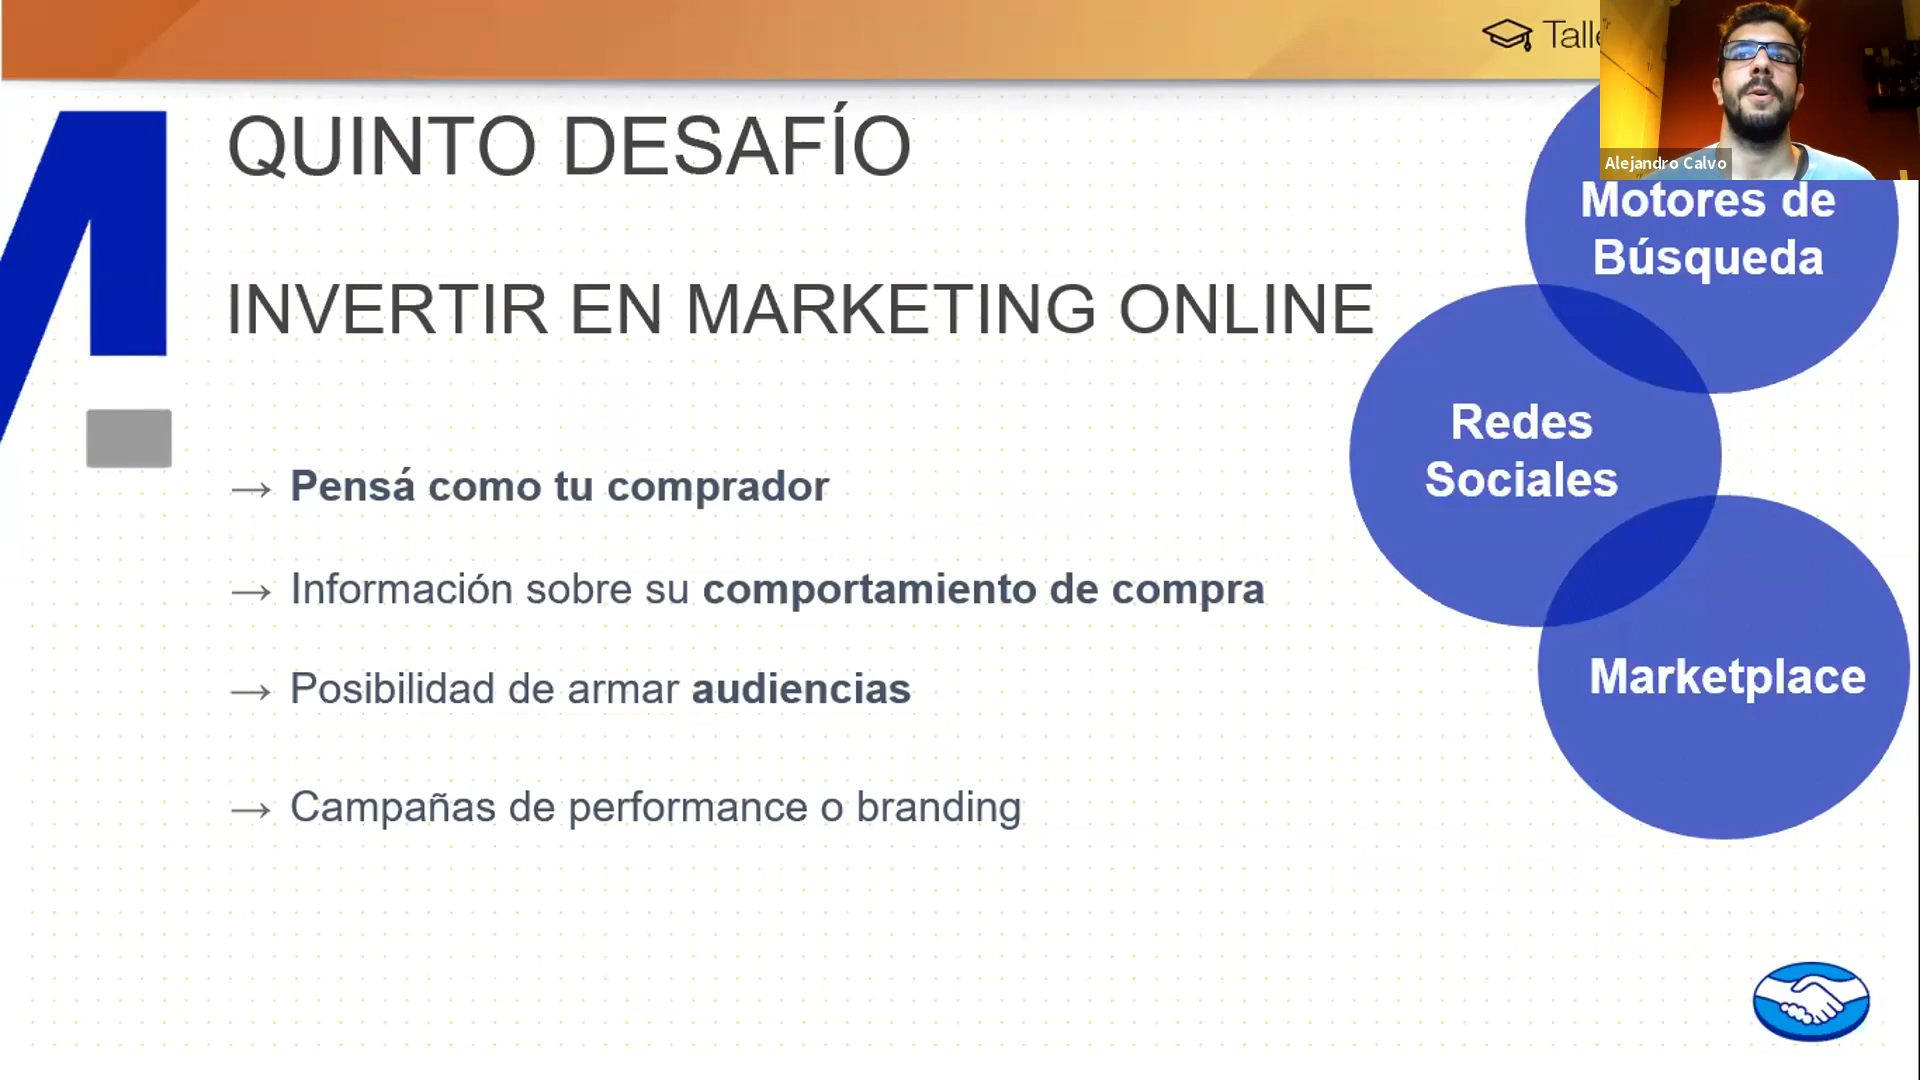 QUINTO DESAFÍO
INVERTIR EN MARKETING ONLINE
→ Pensá como tu comprador
→ Información sobre su comportamiento de compra
→ Posibilidad de armar audiencias
→ Campañas de performance o branding
Alejandro Calvo
Motores de
Búsqueda
Redes
Sociales
Marketplace